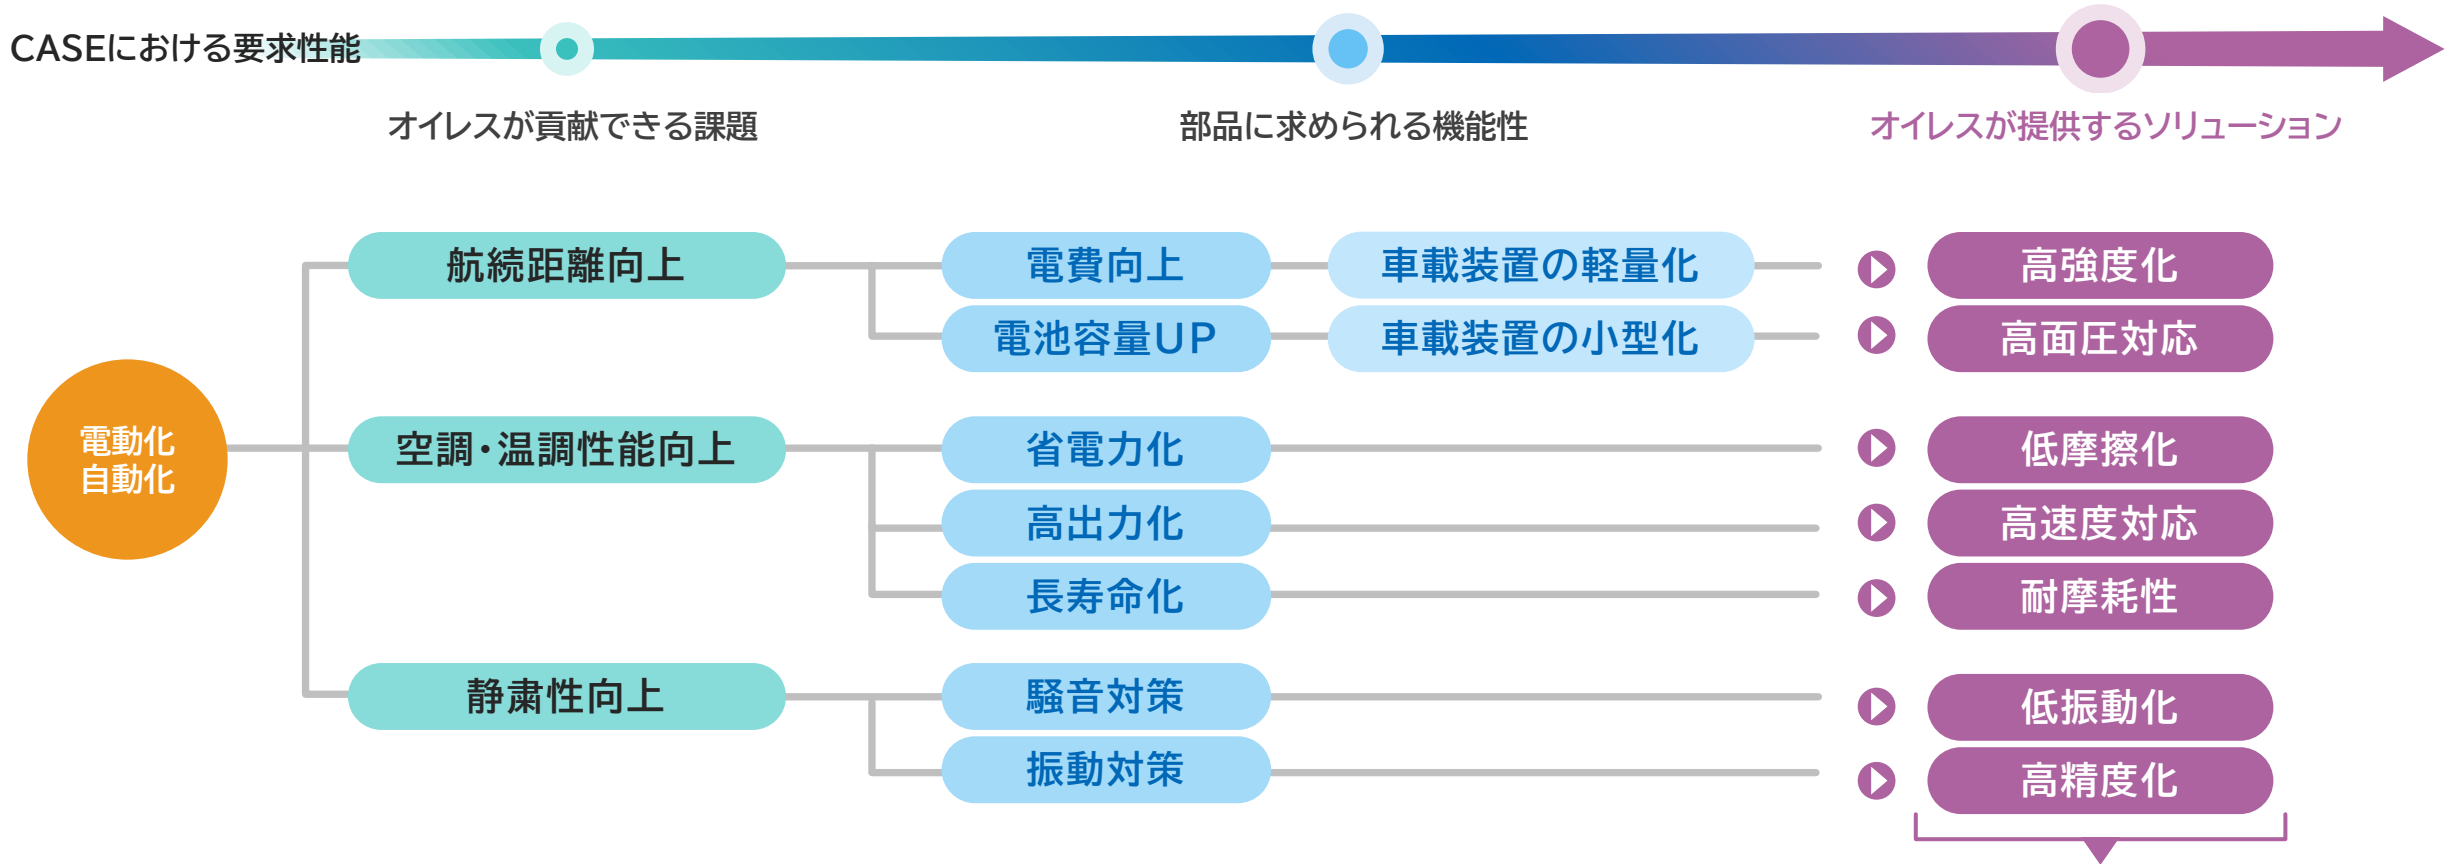 CASEにおける要求性能
オイレスが貢献できる課題
部品に求められる機能性
オイレスが提供するソリューション
電動化
自動化
航続距離向上
電費向上
車載装置の軽量化
高強度化
電池容量UP
車載装置の小型化
高面圧対応
空調・温調性能向上
省電力化
低摩擦化
高出力化
高速度対応
長寿命化
耐摩耗性
静粛性向上
騒音対策
低振動化
振動対策
高精度化